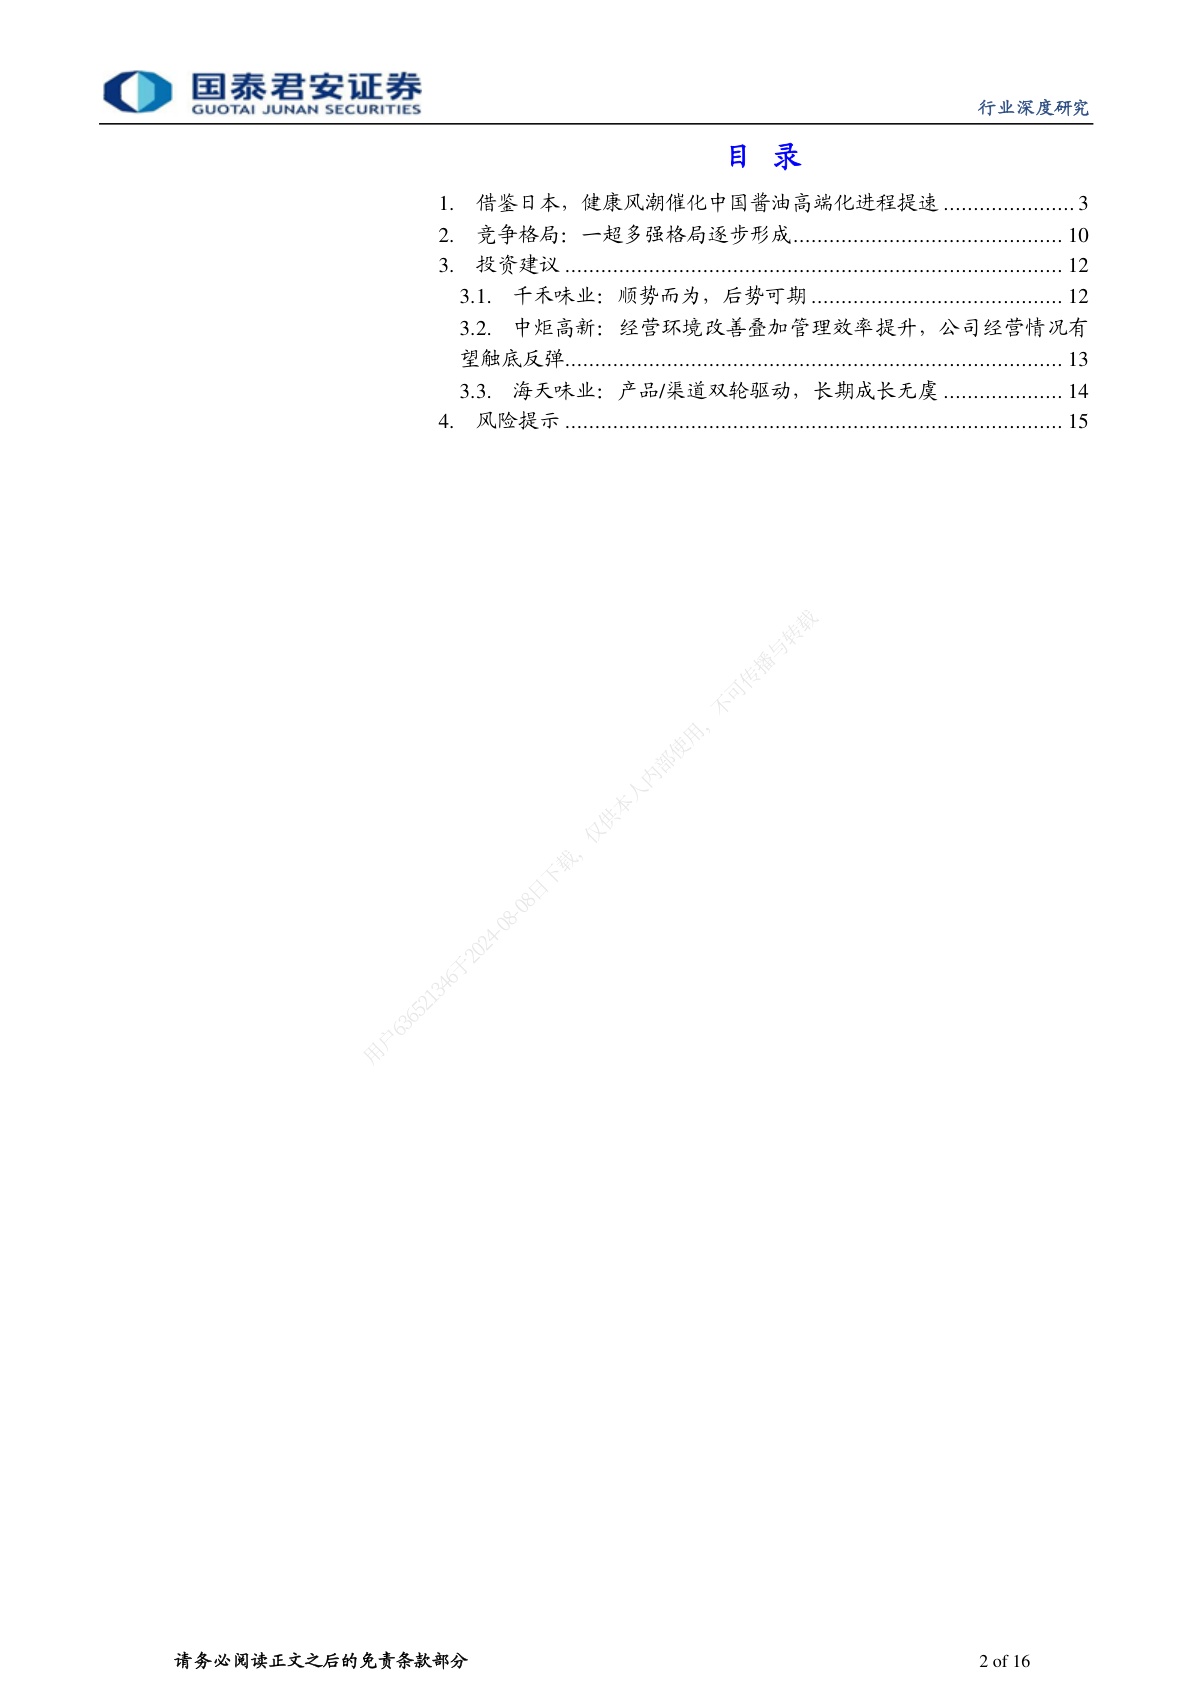 国泰君安证券
GUOTAI JUNAN SECURITIES
行业深度研究
目 录
1. 借鉴日本，健康风潮催化中国酱油高端化进程提速 ...................... 3
2. 竞争格局：一超多强格局逐步形成............................................. 10
3. 投资建议 ................................................................................... 12
3.1. 千禾味业：顺势而为，后势可期 .......................................... 12
3.2. 中炬高新：经营环境改善叠加管理效率提升，公司经营情况有
望触底反弹................................................................................... 13
3.3. 海天味业：产品/渠道双轮驱动，长期成长无虞 .................... 14
4. 风险提示 ................................................................................... 15
用户636521346于2024-08-08日下载，仅供本人内部使用，不可传播与转载
请务必阅读正文之后的免责条款部分
2 of 16